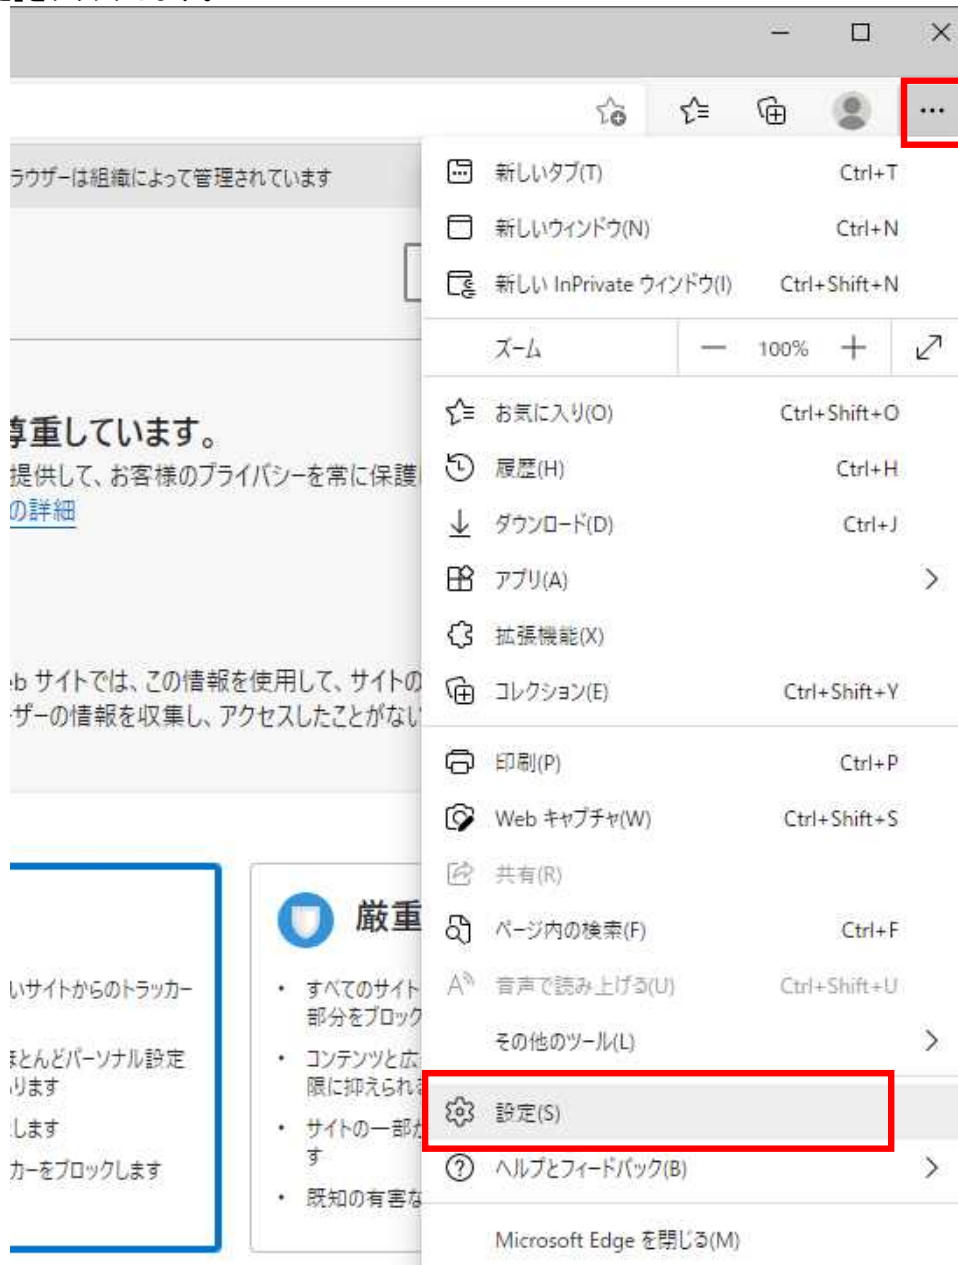 ラウザーは組織によって管理されています
尊重しています。
提供して、お客様のプライバシーを常に保護
の詳細
eb サイトでは、この情報を使用して、サイトの
ザーの情報を収集し、アクセスしたことがない
いサイトからのトラッカー
ほとんどパーソナル設定
ります
します
カーをブロックします
厳重
• すべてのサイト
部分をブロック
• コンテンツと広
限に抑えられる
• サイトの一部が
す
• 既知の有害な
新しいタブ(T) Ctrl+T
新しいウィンドウ(N) Ctrl+N
新しい InPrivate ウィンドウ(I) Ctrl+Shift+N
ズーム — 100% +
お気に入り(O) Ctrl+Shift+O
履歴(H) Ctrl+H
ダウンロード(D) Ctrl+J
アプリ(A)
拡張機能(X)
コレクション(E) Ctrl+Shift+Y
印刷(P) Ctrl+P
Web キャプチャ(W) Ctrl+Shift+S
共有(R)
ページ内の検索(F) Ctrl+F
音声で読み上げる(U) Ctrl+Shift+U
その他のツール(L)
設定(S)
ヘルプとフィードバック(B)
Microsoft Edge を閉じる(M)